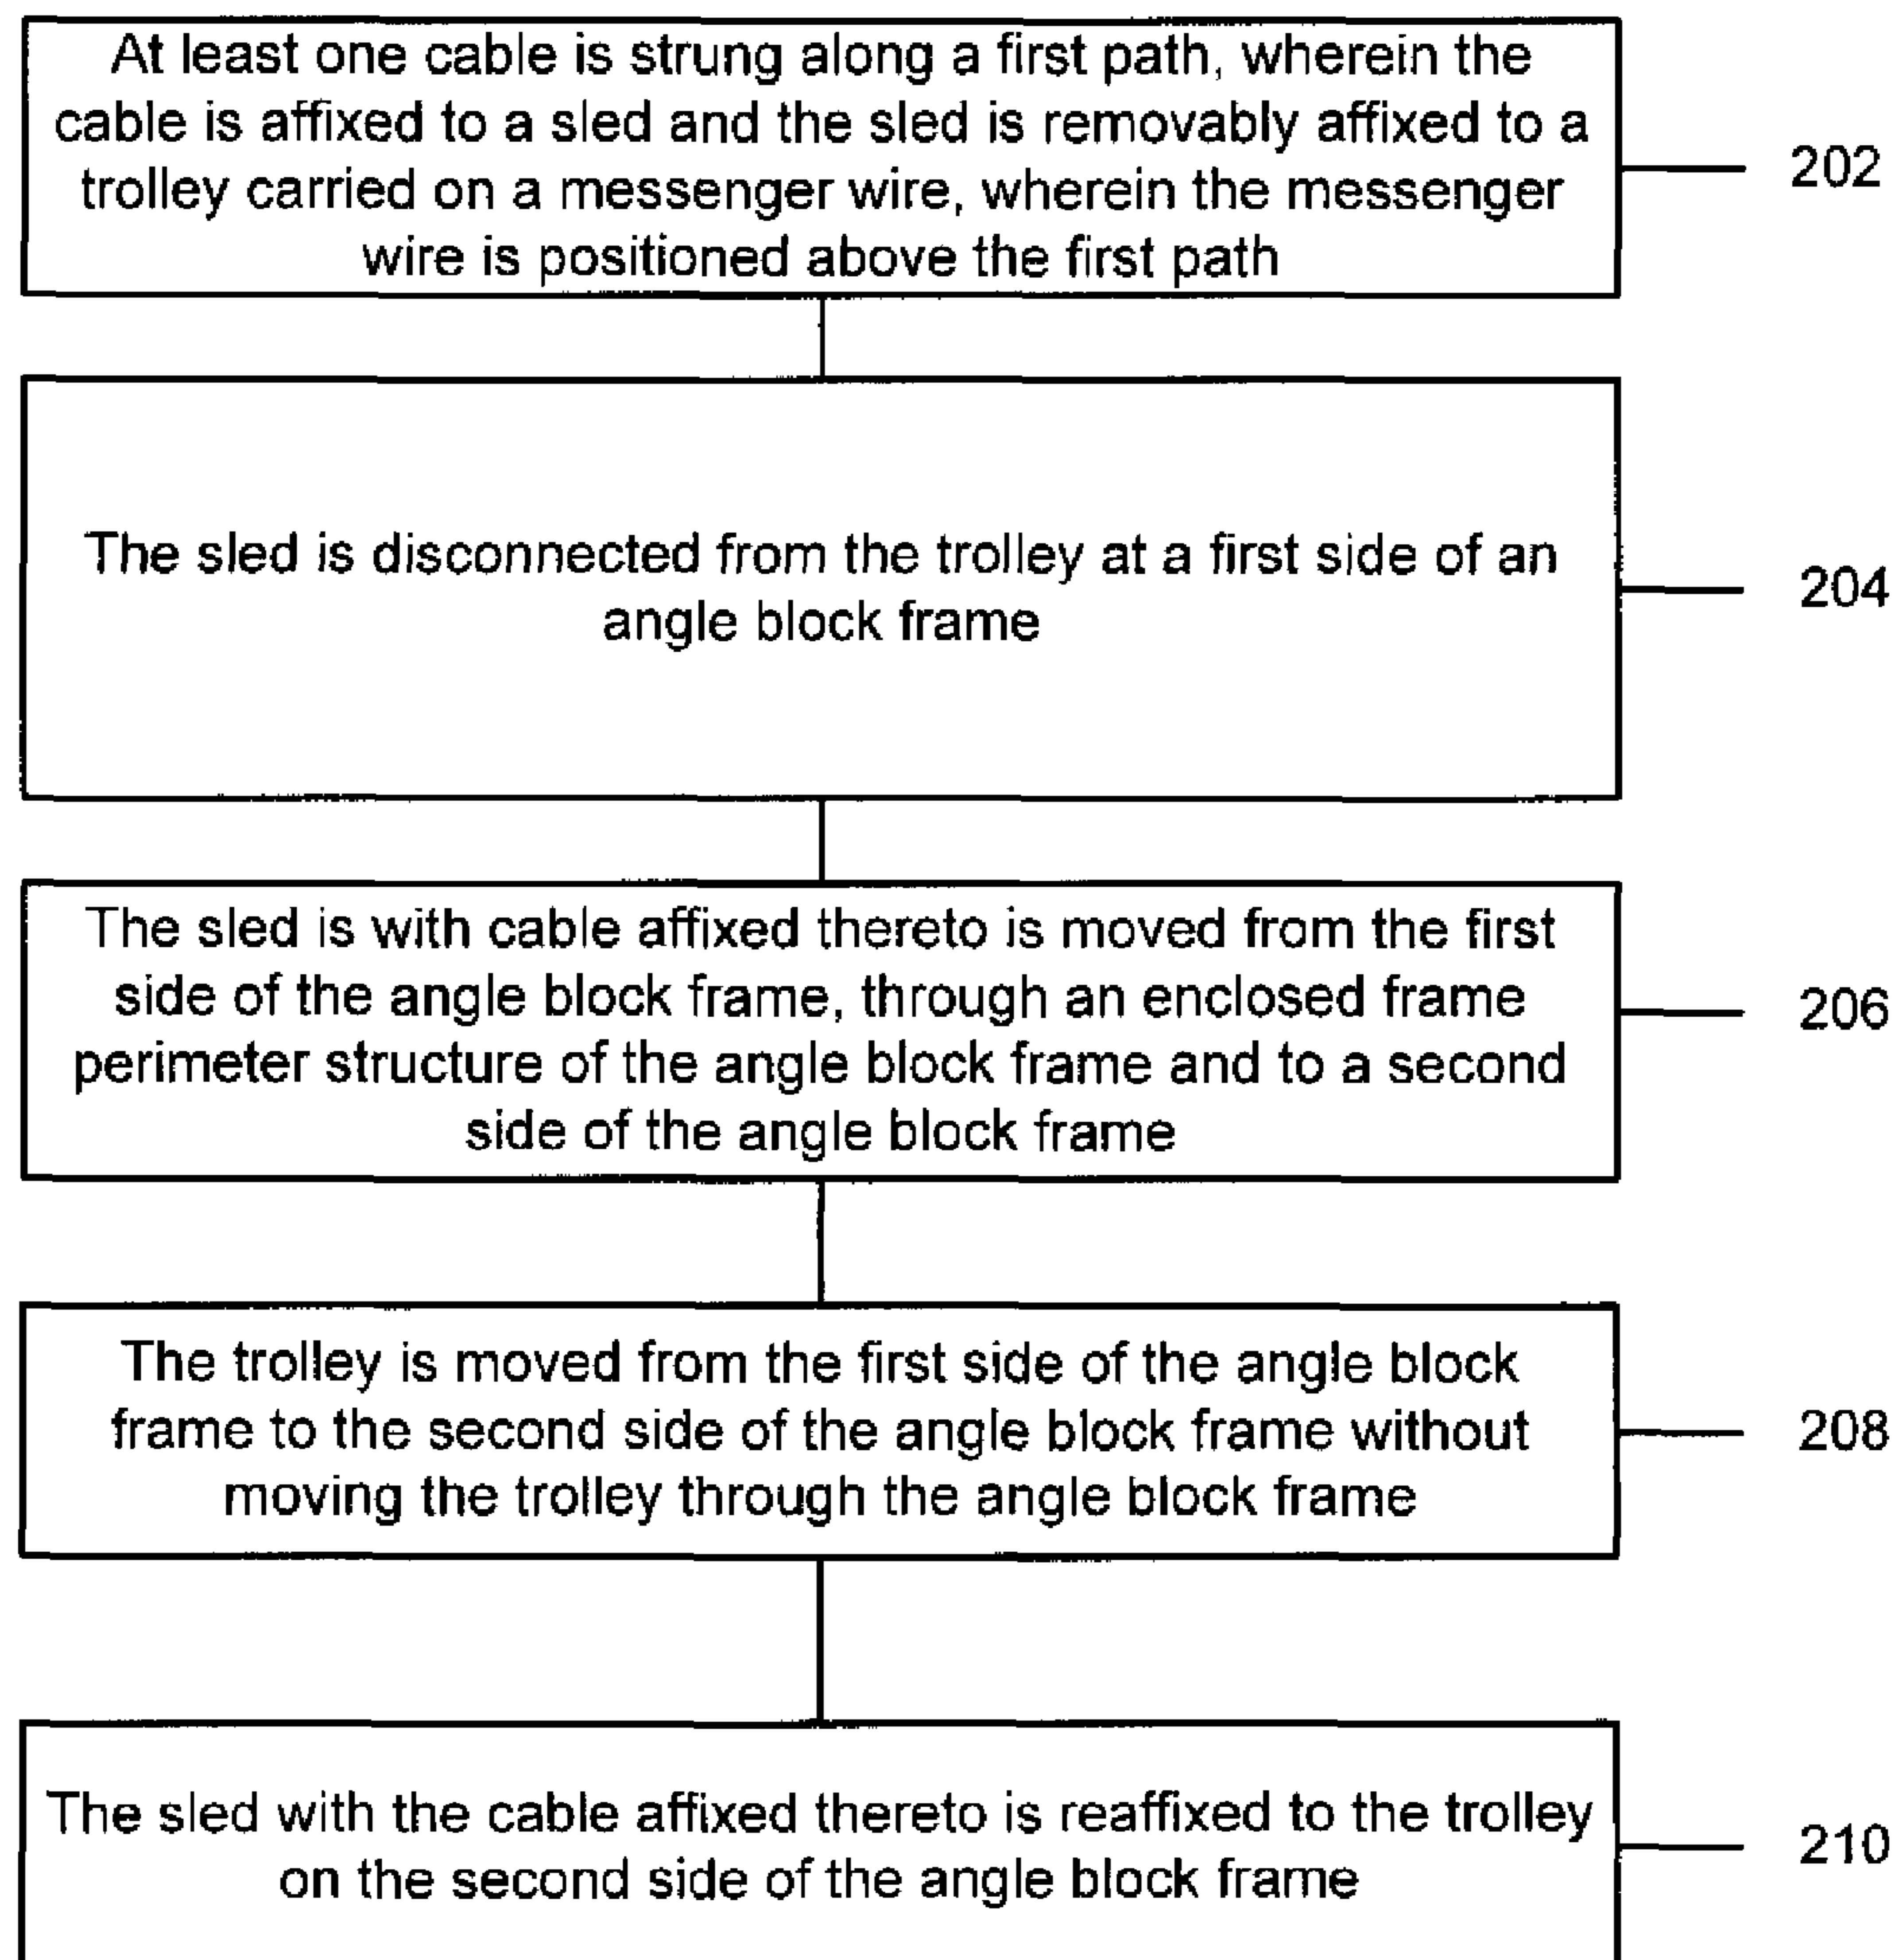 At least one cable is strung along a first path, wherein the
cable is affixed to a sled and the sled is removably affixed to a
trolley carried on a messenger wire, wherein the messenger
wire is positioned above the first path
202
The sled is disconnected from the trolley at a first side of an
angle block frame
204
The sled is with cable affixed thereto is moved from the first
side of the angle block frame, through an enclosed frame
perimeter structure of the angle block frame and to a second
side of the angle block frame
206
The trolley is moved from the first side of the angle block
frame to the second side of the angle block frame without
moving the trolley through the angle block frame
208
The sled with the cable affixed thereto is reaffixed to the trolley
on the second side of the angle block frame
210